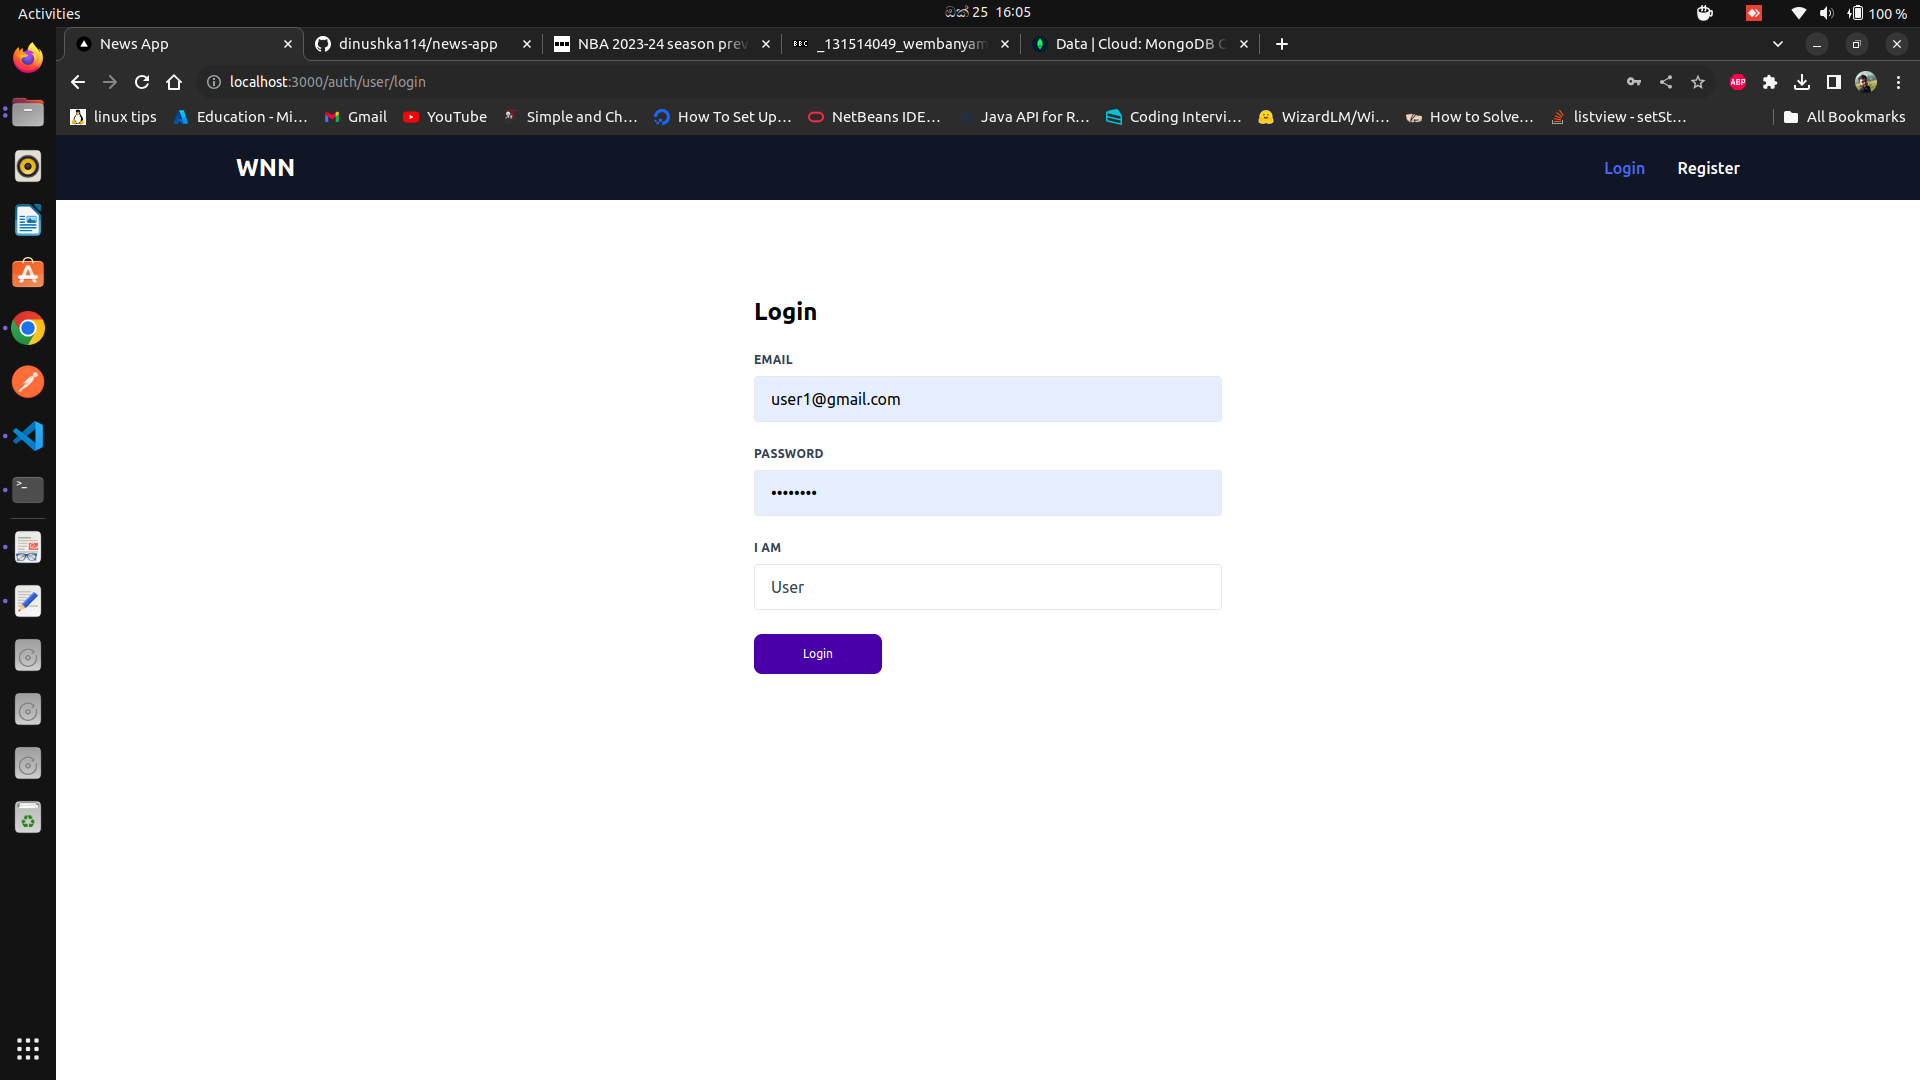 Activities
ඔක් 25 16:05
100 %
News App
dinushka114/news-app
NBA 2023-24 season prev
BBC _131514049_wembanyam
Data | Cloud: MongoDB C
localhost:3000/auth/user/login
ABP
linux tips
Education - Mi...
Gmail
YouTube
Simple and Ch...
How To Set Up...
NetBeans IDE...
Java API for R...
Coding Intervi...
WizardLM/Wi...
How to Solve...
listview - setSt...
All Bookmarks
WNN
Login
Register
Login
EMAIL
user1@gmail.com
PASSWORD
••••••••
I AM
User
Login